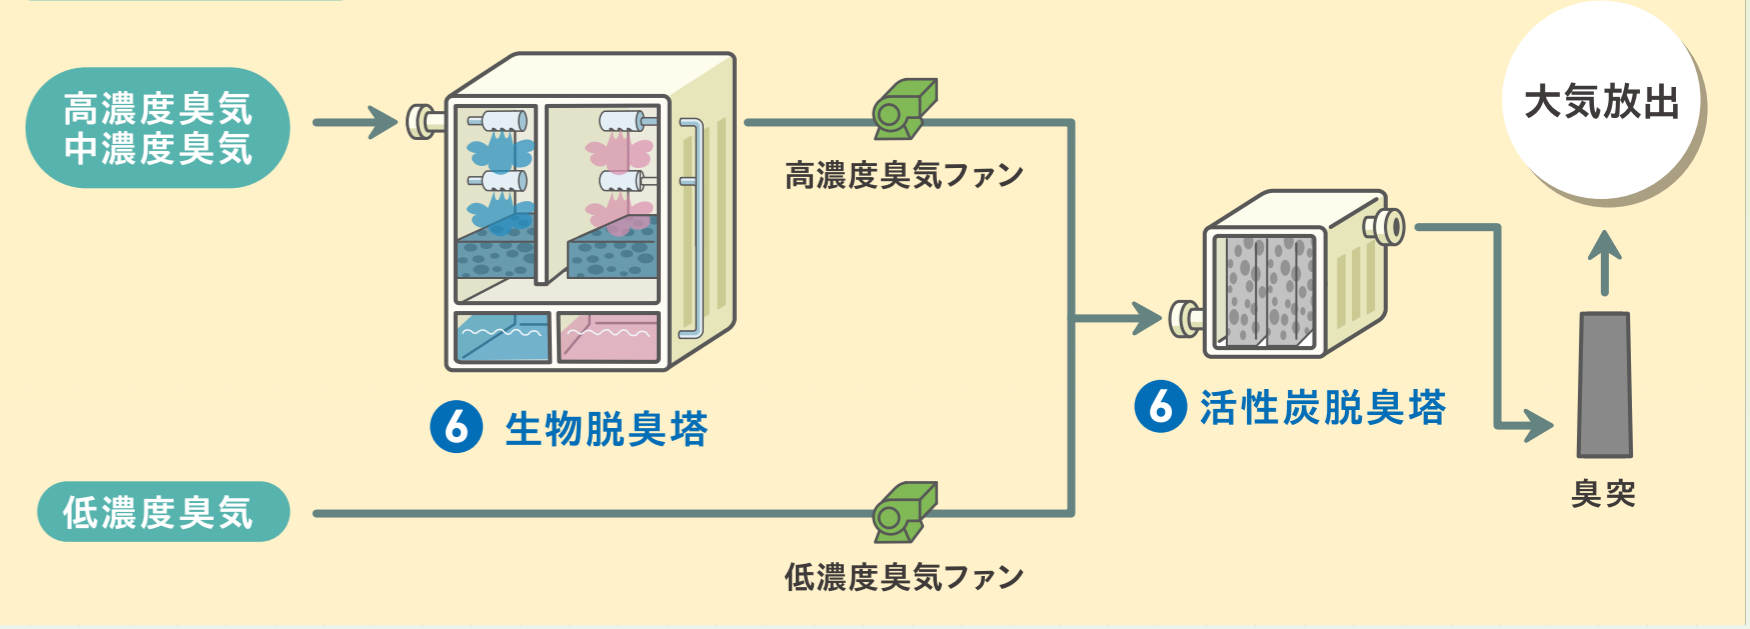 高濃度臭気
中濃度臭気
高濃度臭気ファン
大気放出
6 生物脱臭塔
6 活性炭脱臭塔
低濃度臭気
低濃度臭気ファン
臭突